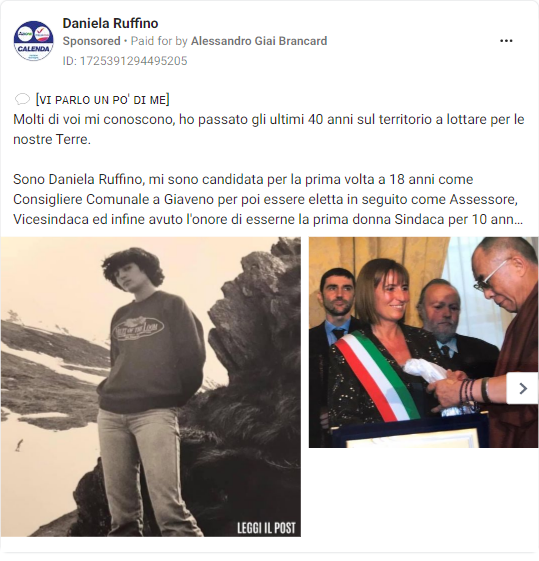 Daniela Ruffino
Sponsored • Paid for by Alessandro Giai Brancard
ID: 1725391294495205
[VI PARLO UN PO' DI ME]
Molti di voi mi conoscono, ho passato gli ultimi 40 anni sul territorio a lottare per le
nostre Terre.
Sono Daniela Ruffino, mi sono candidata per la prima volta a 18 anni come
Consigliere Comunale a Giaveno per poi essere eletta in seguito come Assessore,
Vicesindaca ed infine avuto l'onore di esserne la prima donna Sindaca per 10 ann...
CALENDA
LEGGI IL POST